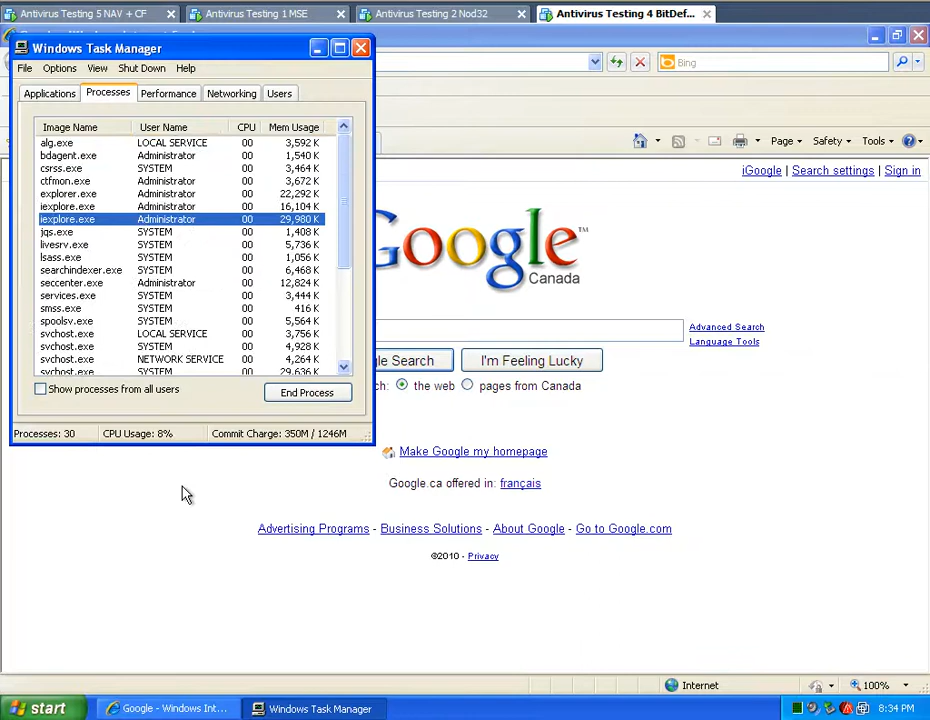 Antivirus Testing 5 NAV + CF
Antivirus Testing 1 MSE
Antivirus Testing 2 Nod32
Antivirus Testing 4 BitDef...
Windows Task Manager
File Options View Shut Down Help
Applications Processes Performance Networking Users
Image Name User Name CPU Mem Usage
alg.exe LOCAL SERVICE 00 3,592 K
bdagent.exe Administrator 00 1,540 K
csrss.exe SYSTEM 00 3,464 K
ctfmon.exe Administrator 00 3,672 K
explorer.exe Administrator 00 22,292 K
iexplore.exe Administrator 00 16,104 K
iexplore.exe Administrator 00 29,980 K
jqs.exe SYSTEM 00 1,408 K
livesrv.exe SYSTEM 00 5,736 K
lsass.exe SYSTEM 00 1,056 K
searchindexer.exe SYSTEM 00 6,468 K
seccenter.exe Administrator 00 12,824 K
services.exe SYSTEM 00 3,444 K
smss.exe SYSTEM 00 416 K
spoolsv.exe SYSTEM 00 5,564 K
svchost.exe LOCAL SERVICE 00 3,756 K
svchost.exe SYSTEM 00 4,928 K
svchost.exe NETWORK SERVICE 00 4,264 K
svchost.exe SYSTEM 00 29,636 K
Show processes from all users
End Process
Processes: 30 CPU Usage: 8% Commit Charge: 350M / 1246M
Bing
Page Safety Tools
iGoogle | Search settings | Sign in
Google™
Canada
Advanced Search
Language Tools
gle Search I'm Feeling Lucky
ch: the web pages from Canada
Make Google my homepage
Google.ca offered in: français
Advertising Programs - Business Solutions - About Google - Go to Google.com
©2010 - Privacy
Internet 100%
start Google - Windows Int... Windows Task Manager 8:34 PM